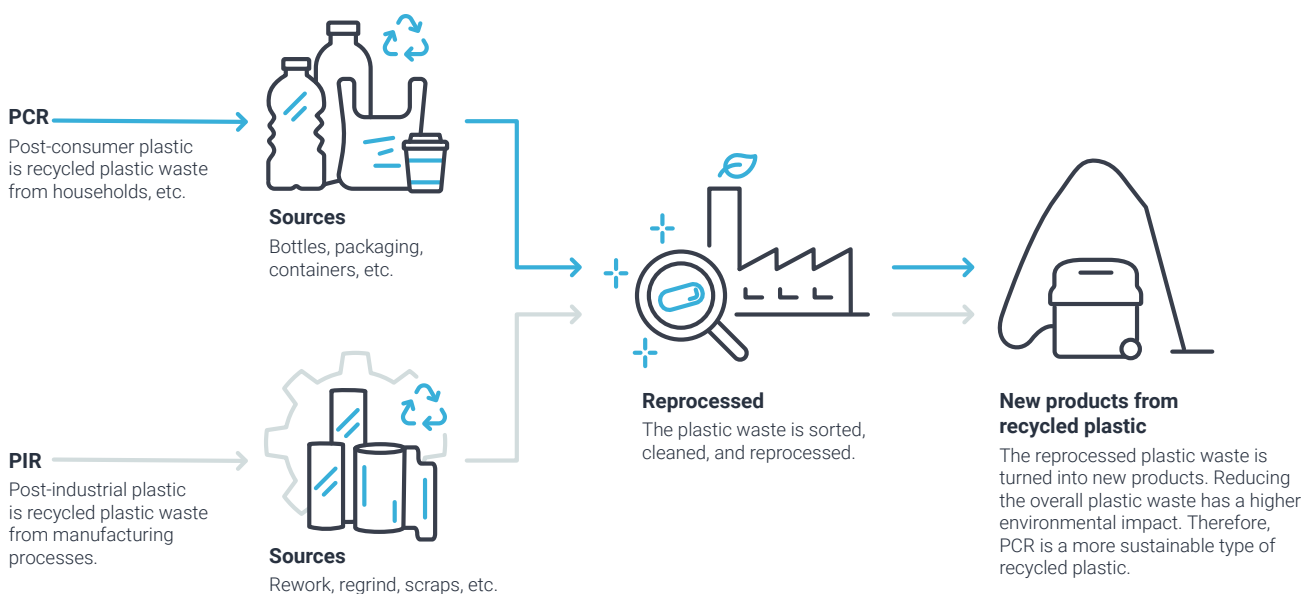 PCR
Post-consumer plastic
is recycled plastic waste
from households, etc.
Sources
Bottles, packaging,
containers, etc.
PIR
Post-industrial plastic
is recycled plastic waste
from manufacturing
processes.
Sources
Rework, regrind, scraps, etc.
Reprocessed
The plastic waste is sorted,
cleaned, and reprocessed.
New products from
recycled plastic
The reprocessed plastic waste is
turned into new products. Reducing
the overall plastic waste has a higher
environmental impact. Therefore,
PCR is a more sustainable type of
recycled plastic.